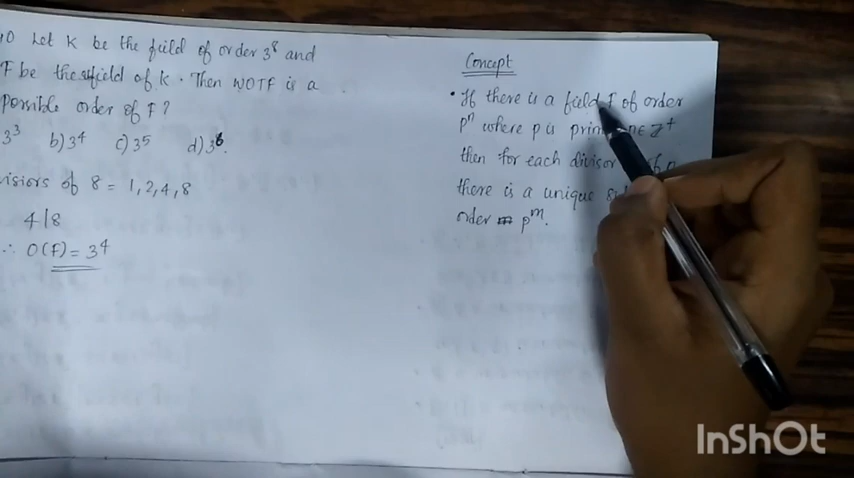 Let K be the field of order 3⁸ and
F be the subfield of K. Then WOTF is a
possible order of F?
3³ b) 3⁴ c) 3⁵ d) 3⁶.
visiors of 8 = 1, 2, 4, 8
4|8
∴ O(F) = 3⁴
Concept
• If there is a field F of order
pⁿ where p is prim n ∈ Z⁺
then for each divisor of n
there is a unique
order pᵐ.
InShOt